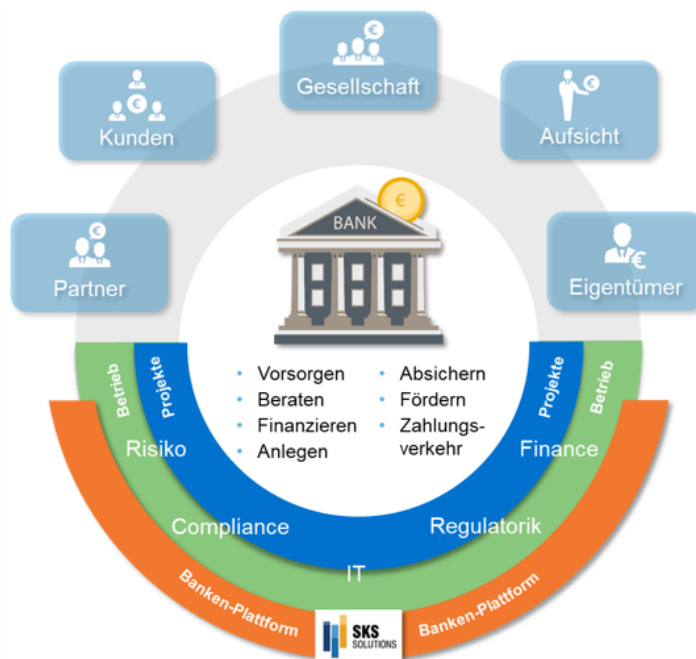 Gesellschaft
Kunden
Aufsicht
Partner
Eigentümer
BANK
• Vorsorgen
• Beraten
• Finanzieren
• Anlegen
• Absichern
• Fördern
• Zahlungs-
verkehr
Betrieb
Projekte
Projekte
Betrieb
Risiko
Finance
Compliance
Regulatorik
IT
Banken-Plattform
Banken-Plattform
SKS
SOLUTIONS